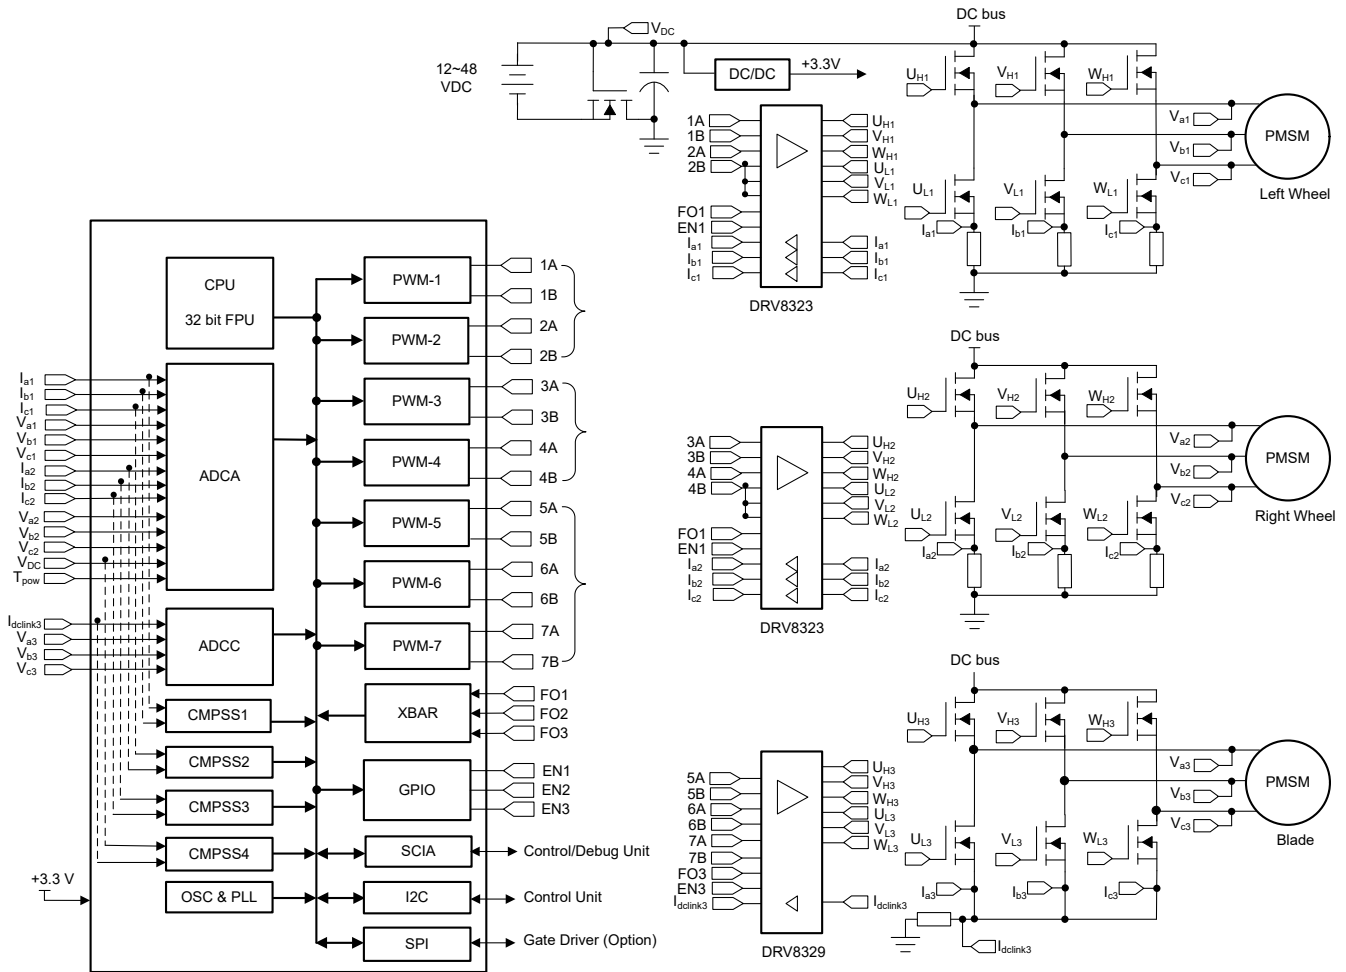 DC bus
V_DC
12~48
VDC
DC/DC
+3.3V
U_H1
V_H1
W_H1
V_a1
V_b1
V_c1
PMSM
Left Wheel
U_L1
V_L1
W_L1
I_a1
I_b1
I_c1
1A
1B
2A
2B
FO1
EN1
I_a1
I_b1
I_c1
U_H1
V_H1
W_H1
U_L1
V_L1
W_L1
I_a1
I_b1
I_c1
DRV8323
CPU
32 bit FPU
ADCA
ADCC
CMPSS1
CMPSS2
CMPSS3
CMPSS4
OSC & PLL
I_a1
I_b1
I_c1
V_a1
V_b1
V_c1
I_a2
I_b2
I_c2
V_a2
V_b2
V_c2
V_DC
T_pow
I_dclink3
V_a3
V_b3
V_c3
+3.3 V
PWM-1
PWM-2
PWM-3
PWM-4
PWM-5
PWM-6
PWM-7
XBAR
GPIO
SCIA
I2C
SPI
1A
1B
2A
2B
3A
3B
4A
4B
5A
5B
6A
6B
7A
7B
FO1
FO2
FO3
EN1
EN2
EN3
Control/Debug Unit
Control Unit
Gate Driver (Option)
DC bus
U_H2
V_H2
W_H2
V_a2
V_b2
V_c2
PMSM
Right Wheel
U_L2
V_L2
W_L2
I_a2
I_b2
I_c2
3A
3B
4A
4B
FO1
EN1
I_a2
I_b2
I_c2
U_H2
V_H2
W_H2
U_L2
V_L2
W_L2
I_a2
I_b2
I_c2
DRV8323
DC bus
U_H3
V_H3
W_H3
V_a3
V_b3
V_c3
PMSM
Blade
U_L3
V_L3
W_L3
I_a3
I_b3
I_c3
5A
5B
6A
6B
7A
7B
FO3
EN3
I_dclink3
U_H3
V_H3
W_H3
U_L3
V_L3
W_L3
I_dclink3
DRV8329
I_dclink3